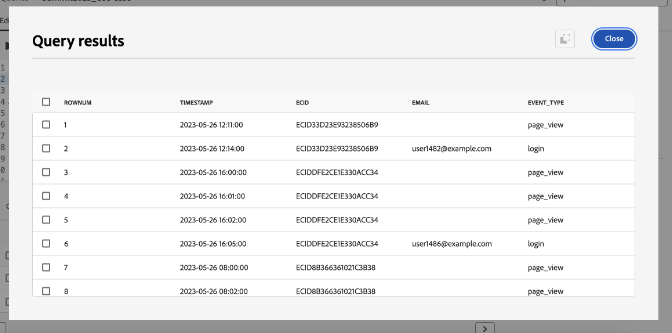 Query results
Close
ROWNUM TIMESTAMP ECID EMAIL EVENT_TYPE
1 2023-05-26 12:11:00 ECID33D23E93238506B9 page_view
2 2023-05-26 12:14:00 ECID33D23E93238506B9 user1482@example.com login
3 2023-05-26 16:00:00 ECIDDFE2CE1E330ACC34 page_view
4 2023-05-26 16:01:00 ECIDDFE2CE1E330ACC34 page_view
5 2023-05-26 16:02:00 ECIDDFE2CE1E330ACC34 page_view
6 2023-05-26 16:05:00 ECIDDFE2CE1E330ACC34 user1486@example.com login
7 2023-05-26 08:00:00 ECID8B366361021C3B38 page_view
8 2023-05-26 08:02:00 ECID8B366361021C3B38 page_view